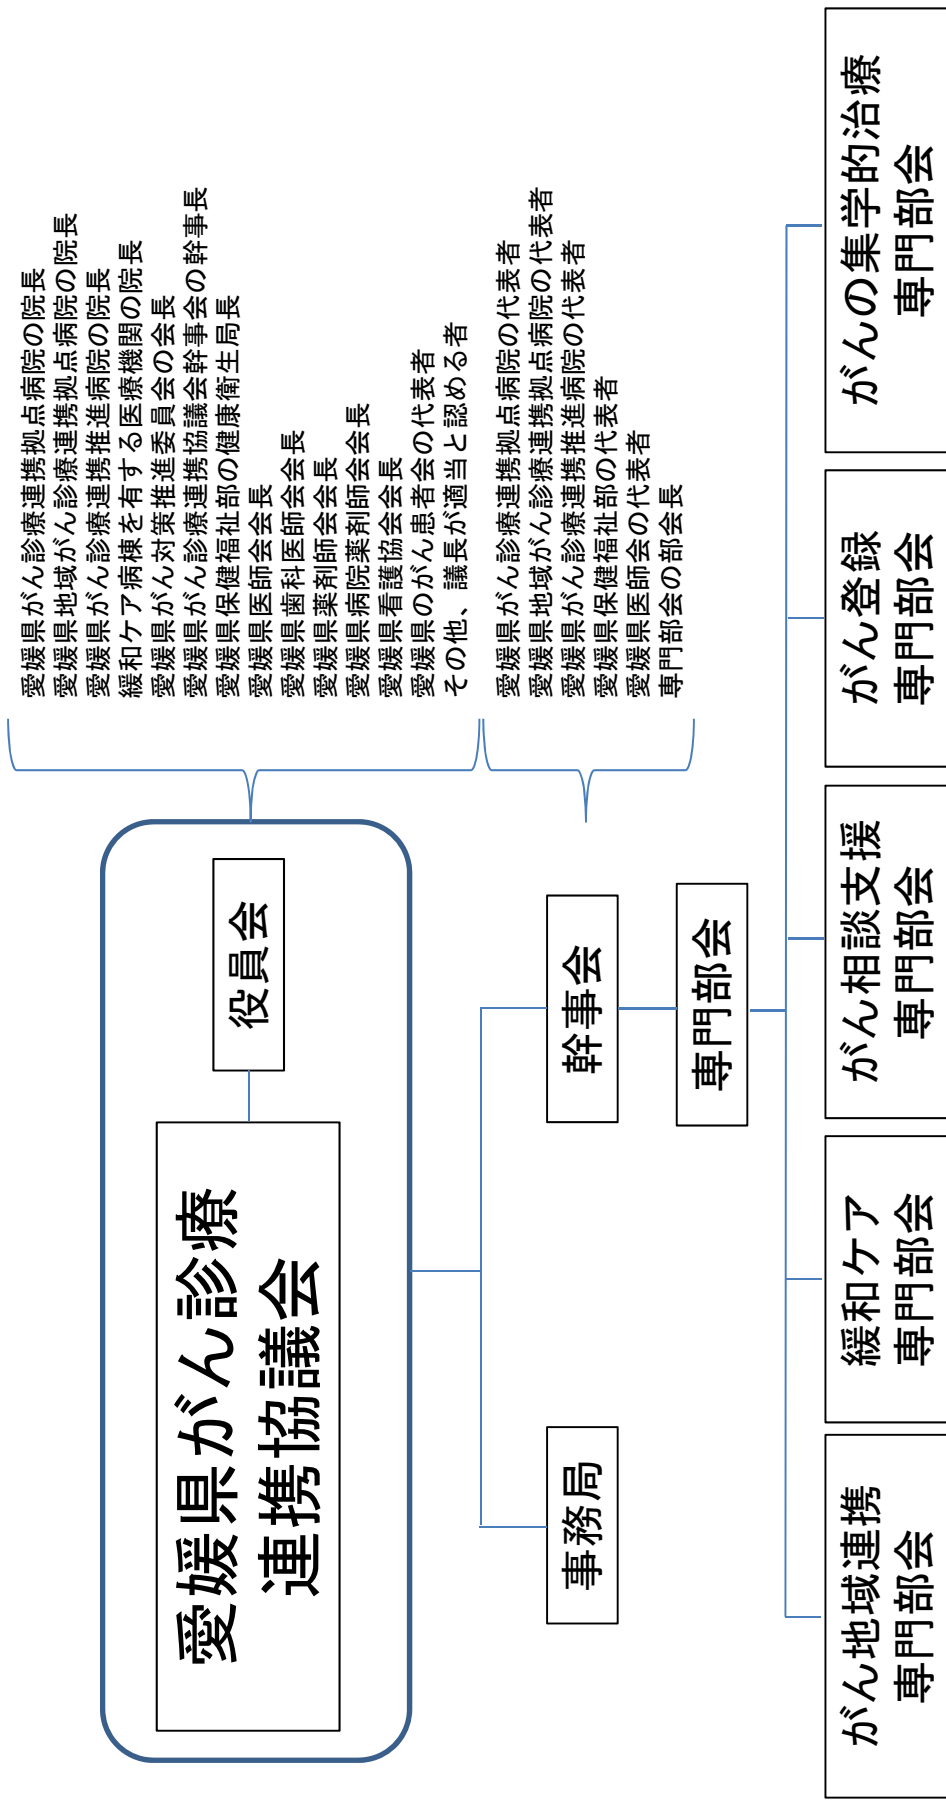 愛媛県がん診療
連携協議会
役員会
愛媛県がん診療連携拠点病院の院長
愛媛県地域がん診療連携拠点病院の院長
愛媛県がん診療連携推進病院の院長
緩和ケア病棟を有する医療機関の院長
愛媛県がん対策推進委員会の会長
愛媛県がん診療連携協議会幹事会の幹事長
愛媛県保健福祉部の健康衛生局長
愛媛県医師会会長
愛媛県歯科医師会会長
愛媛県薬剤師会会長
愛媛県病院薬剤師会会長
愛媛県看護協会会長
愛媛県のがん患者会の代表者
その他、議長が適当と認める者
事務局
幹事会
愛媛県がん診療連携拠点病院の代表者
愛媛県地域がん診療連携拠点病院の代表者
愛媛県がん診療連携推進病院の代表者
愛媛県保健福祉部の代表者
愛媛県医師会の代表者
専門部会の部会長
専門部会
がん地域連携
専門部会
緩和ケア
専門部会
がん相談支援
専門部会
がん登録
専門部会
がんの集学的治療
専門部会